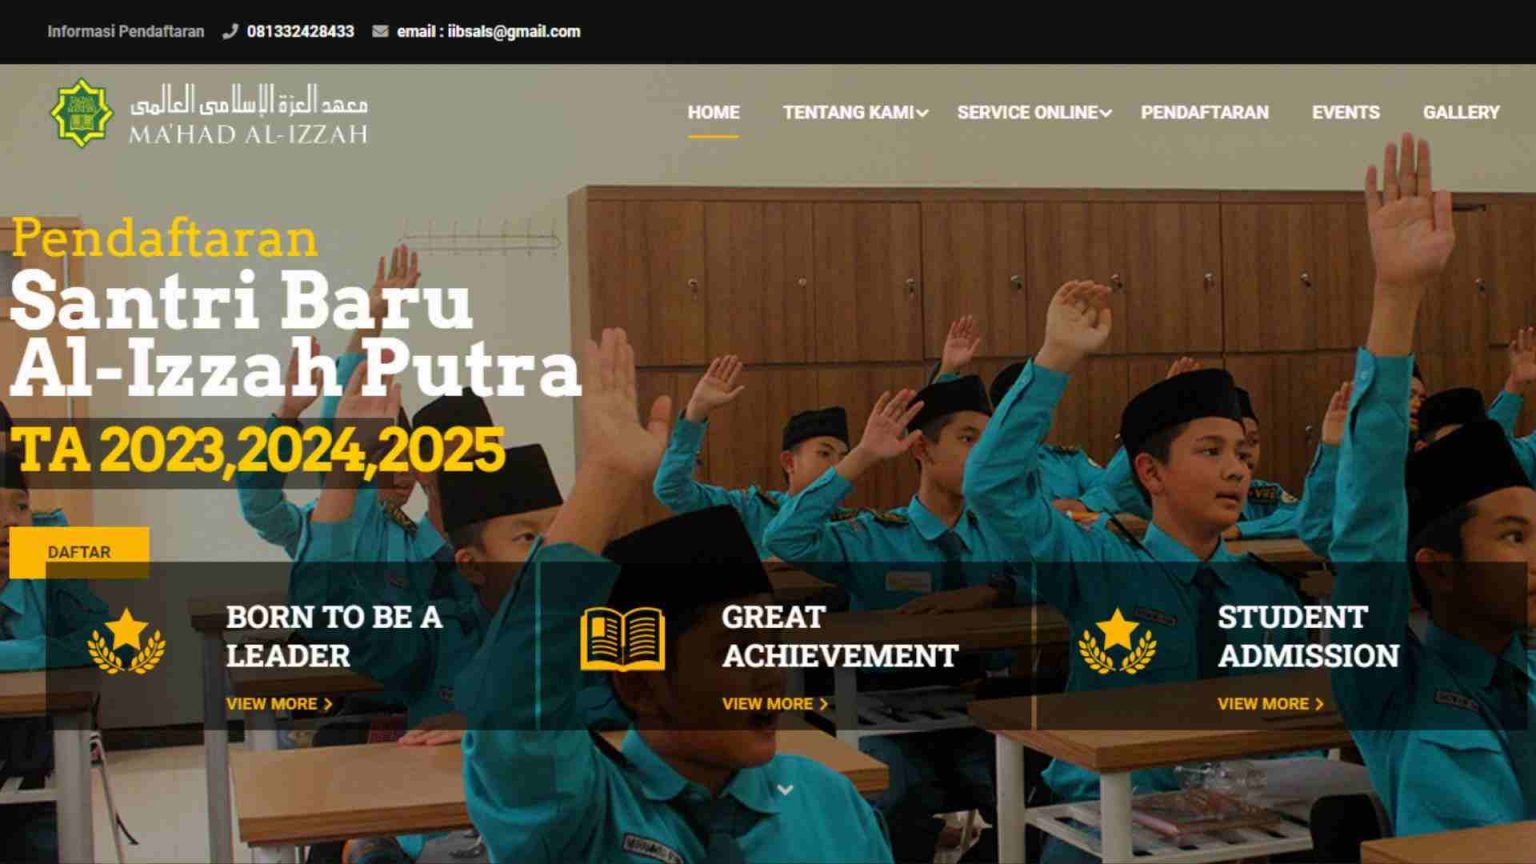 Informasi Pendaftaran 081332428433 email : iibsals@gmail.com
معهد العزة الإسلامي العالمي
MA'HAD AL-IZZAH
HOME TENTANG KAMI SERVICE ONLINE PENDAFTARAN EVENTS GALLERY
Pendaftaran
Santri Baru
Al-Izzah Putra
TA 2023,2024,2025
DAFTAR
BORN TO BE A
LEADER
VIEW MORE
GREAT
ACHIEVEMENT
VIEW MORE
STUDENT
ADMISSION
VIEW MORE